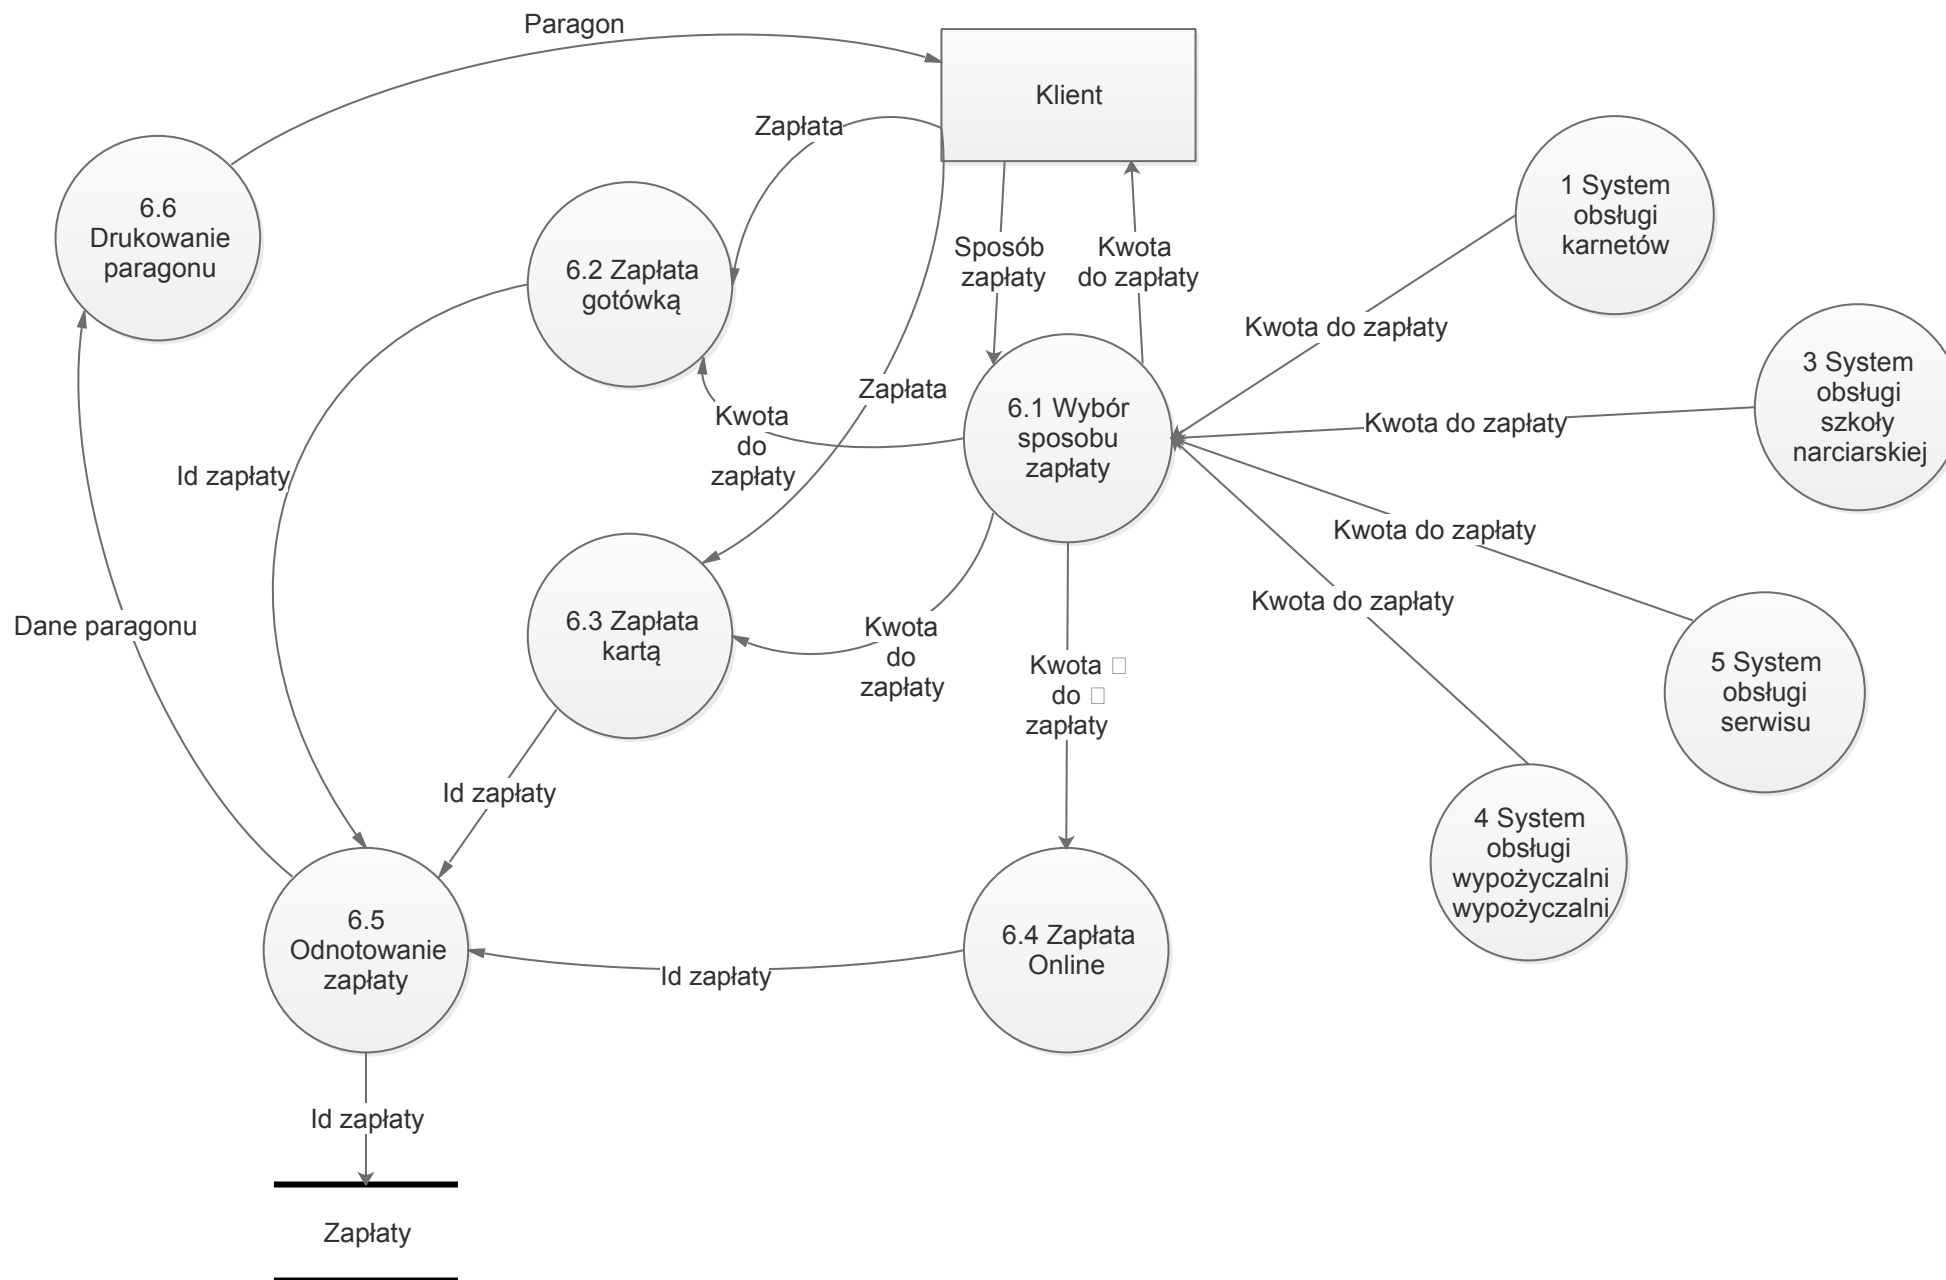 Paragon
Klient
Zapłata
1 System
obsługi
karnetów
6.6
Drukowanie
paragonu
6.2 Zapłata
gotówką
Sposób
zapłaty
Kwota
do zapłaty
Kwota do zapłaty
3 System
obsługi
szkoły
narciarskiej
Zapłata
6.1 Wybór
sposobu
zapłaty
Kwota
do
zapłaty
Kwota do zapłaty
Id zapłaty
Kwota do zapłaty
Kwota do zapłaty
Dane paragonu
6.3 Zapłata
kartą
Kwota
do
zapłaty
Kwota
do
zapłaty
5 System
obsługi
serwisu
Id zapłaty
4 System
obsługi
wypożyczalni
wypożyczalni
6.5
Odnotowanie
zapłaty
6.4 Zapłata
Online
Id zapłaty
Id zapłaty
Zapłaty